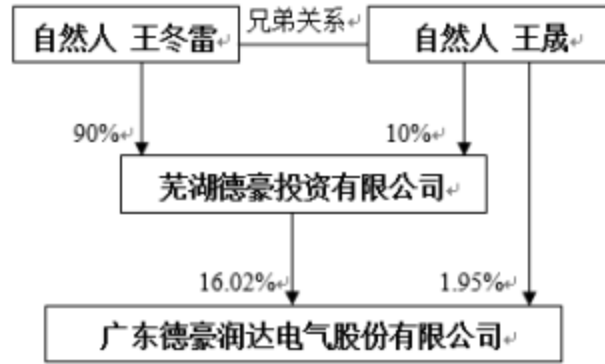 自然人 王冬雷
兄弟关系
自然人 王晟
90%
10%
芜湖德豪投资有限公司
16.02%
1.95%
广东德豪润达电气股份有限公司